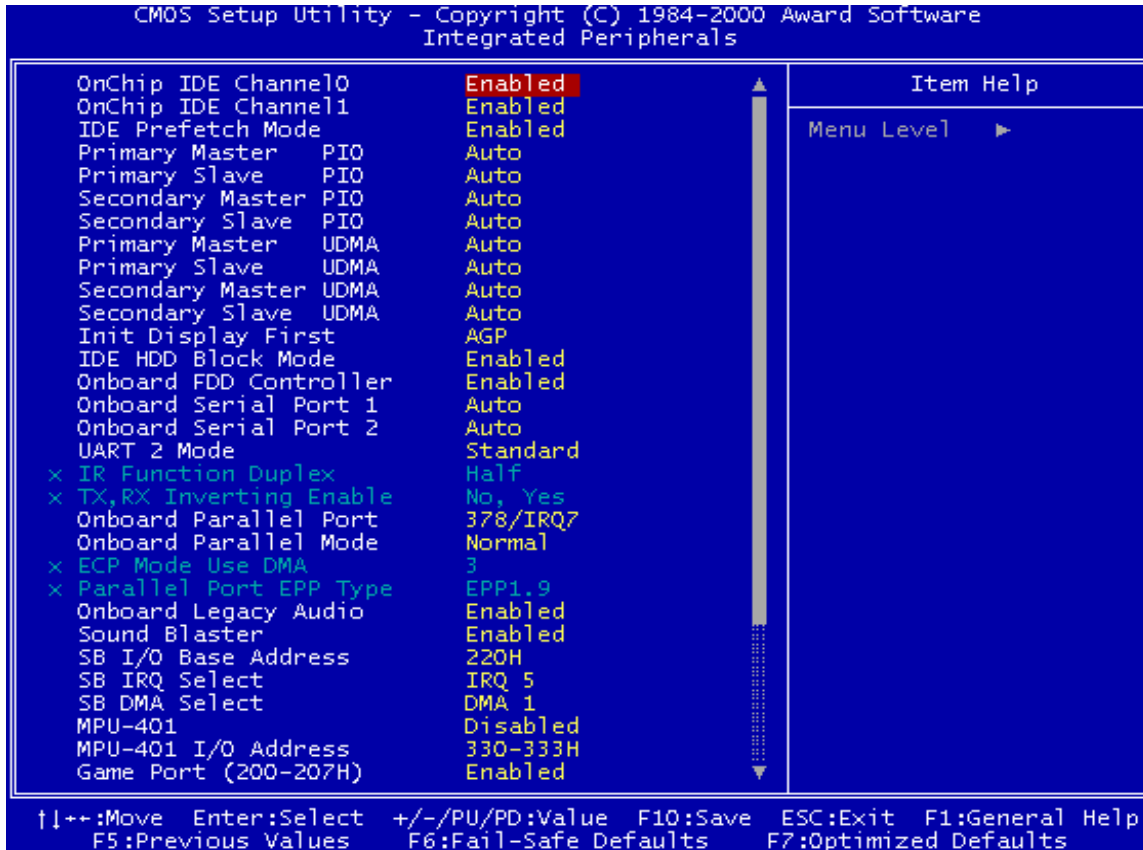 CMOS Setup Utility - Copyright (C) 1984-2000 Award Software
Integrated Peripherals
OnChip IDE Channel0 Enabled
OnChip IDE Channel1 Enabled
IDE Prefetch Mode Enabled
Primary Master PIO Auto
Primary Slave PIO Auto
Secondary Master PIO Auto
Secondary Slave PIO Auto
Primary Master UDMA Auto
Primary Slave UDMA Auto
Secondary Master UDMA Auto
Secondary Slave UDMA Auto
Init Display First AGP
IDE HDD Block Mode Enabled
Onboard FDD Controller Enabled
Onboard Serial Port 1 Auto
Onboard Serial Port 2 Auto
UART 2 Mode Standard
x IR Function Duplex Half
x TX,RX Inverting Enable No, Yes
Onboard Parallel Port 378/IRQ7
Onboard Parallel Mode Normal
x ECP Mode Use DMA 3
x Parallel Port EPP Type EPP1.9
Onboard Legacy Audio Enabled
Sound Blaster Enabled
SB I/O Base Address 220H
SB IRQ Select IRQ 5
SB DMA Select DMA 1
MPU-401 Disabled
MPU-401 I/O Address 330-333H
Game Port (200-207H) Enabled
Item Help
Menu Level ►
↑↓←→:Move Enter:Select +/-/PU/PD:Value F10:Save ESC:Exit F1:General Help
F5:Previous Values F6:Fail-Safe Defaults F7:Optimized Defaults